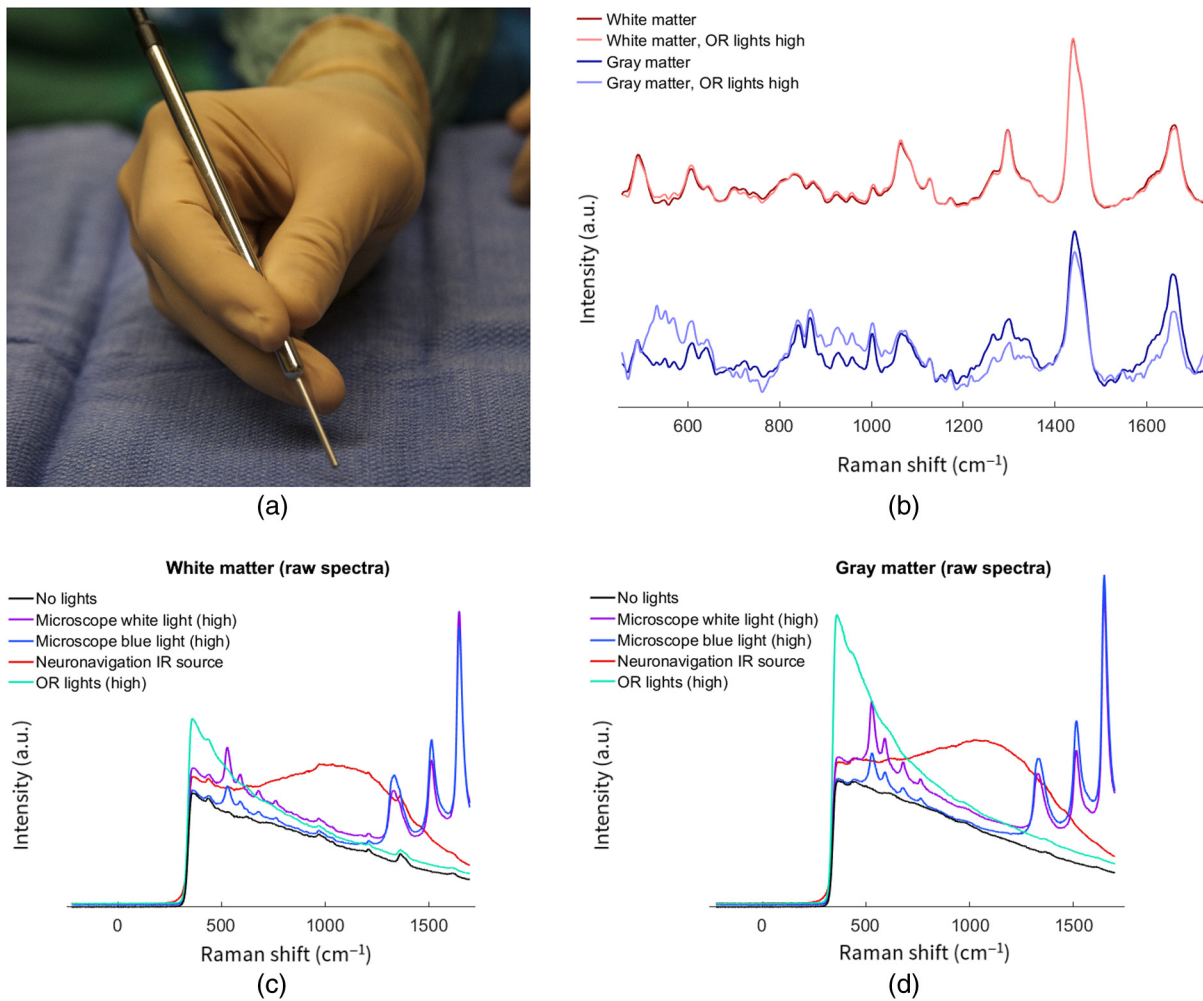 White matter
White matter, OR lights high
Gray matter
Gray matter, OR lights high
Intensity (a.u.)
600 800 1000 1200 1400 1600
Raman shift (cm⁻¹)
(a)
(b)
White matter (raw spectra)
No lights
Microscope white light (high)
Microscope blue light (high)
Neuronavigation IR source
OR lights (high)
Intensity (a.u.)
0 500 1000 1500
Raman shift (cm⁻¹)
(c)
Gray matter (raw spectra)
No lights
Microscope white light (high)
Microscope blue light (high)
Neuronavigation IR source
OR lights (high)
Intensity (a.u.)
0 500 1000 1500
Raman shift (cm⁻¹)
(d)